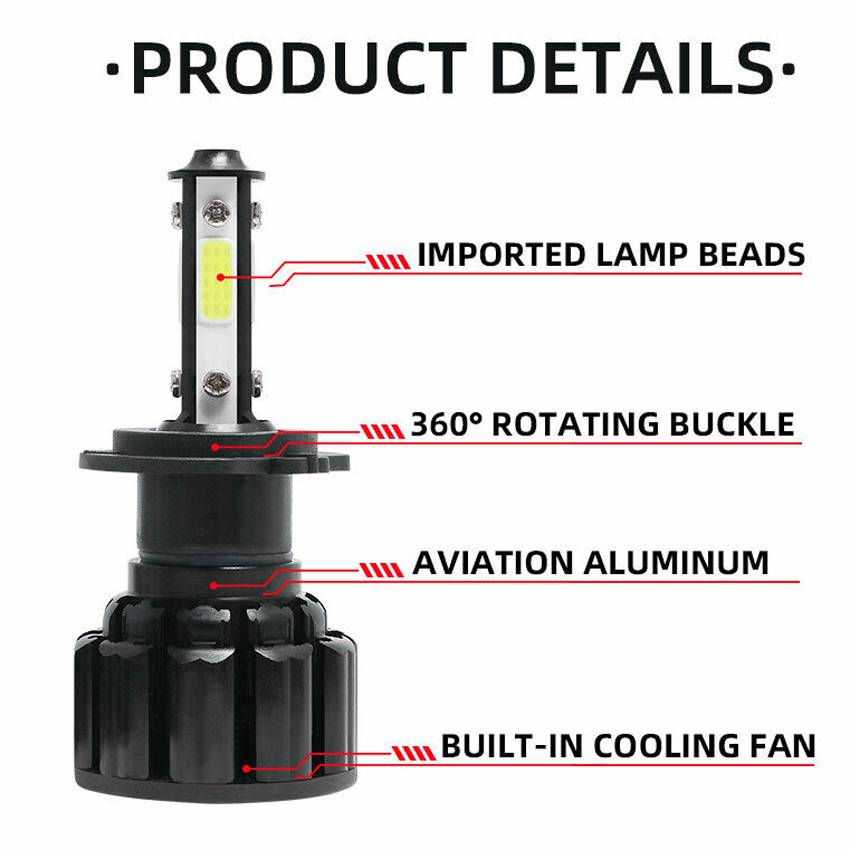 ·PRODUCT DETAILS·
IMPORTED LAMP BEADS
360° ROTATING BUCKLE
AVIATION ALUMINUM
BUILT-IN COOLING FAN